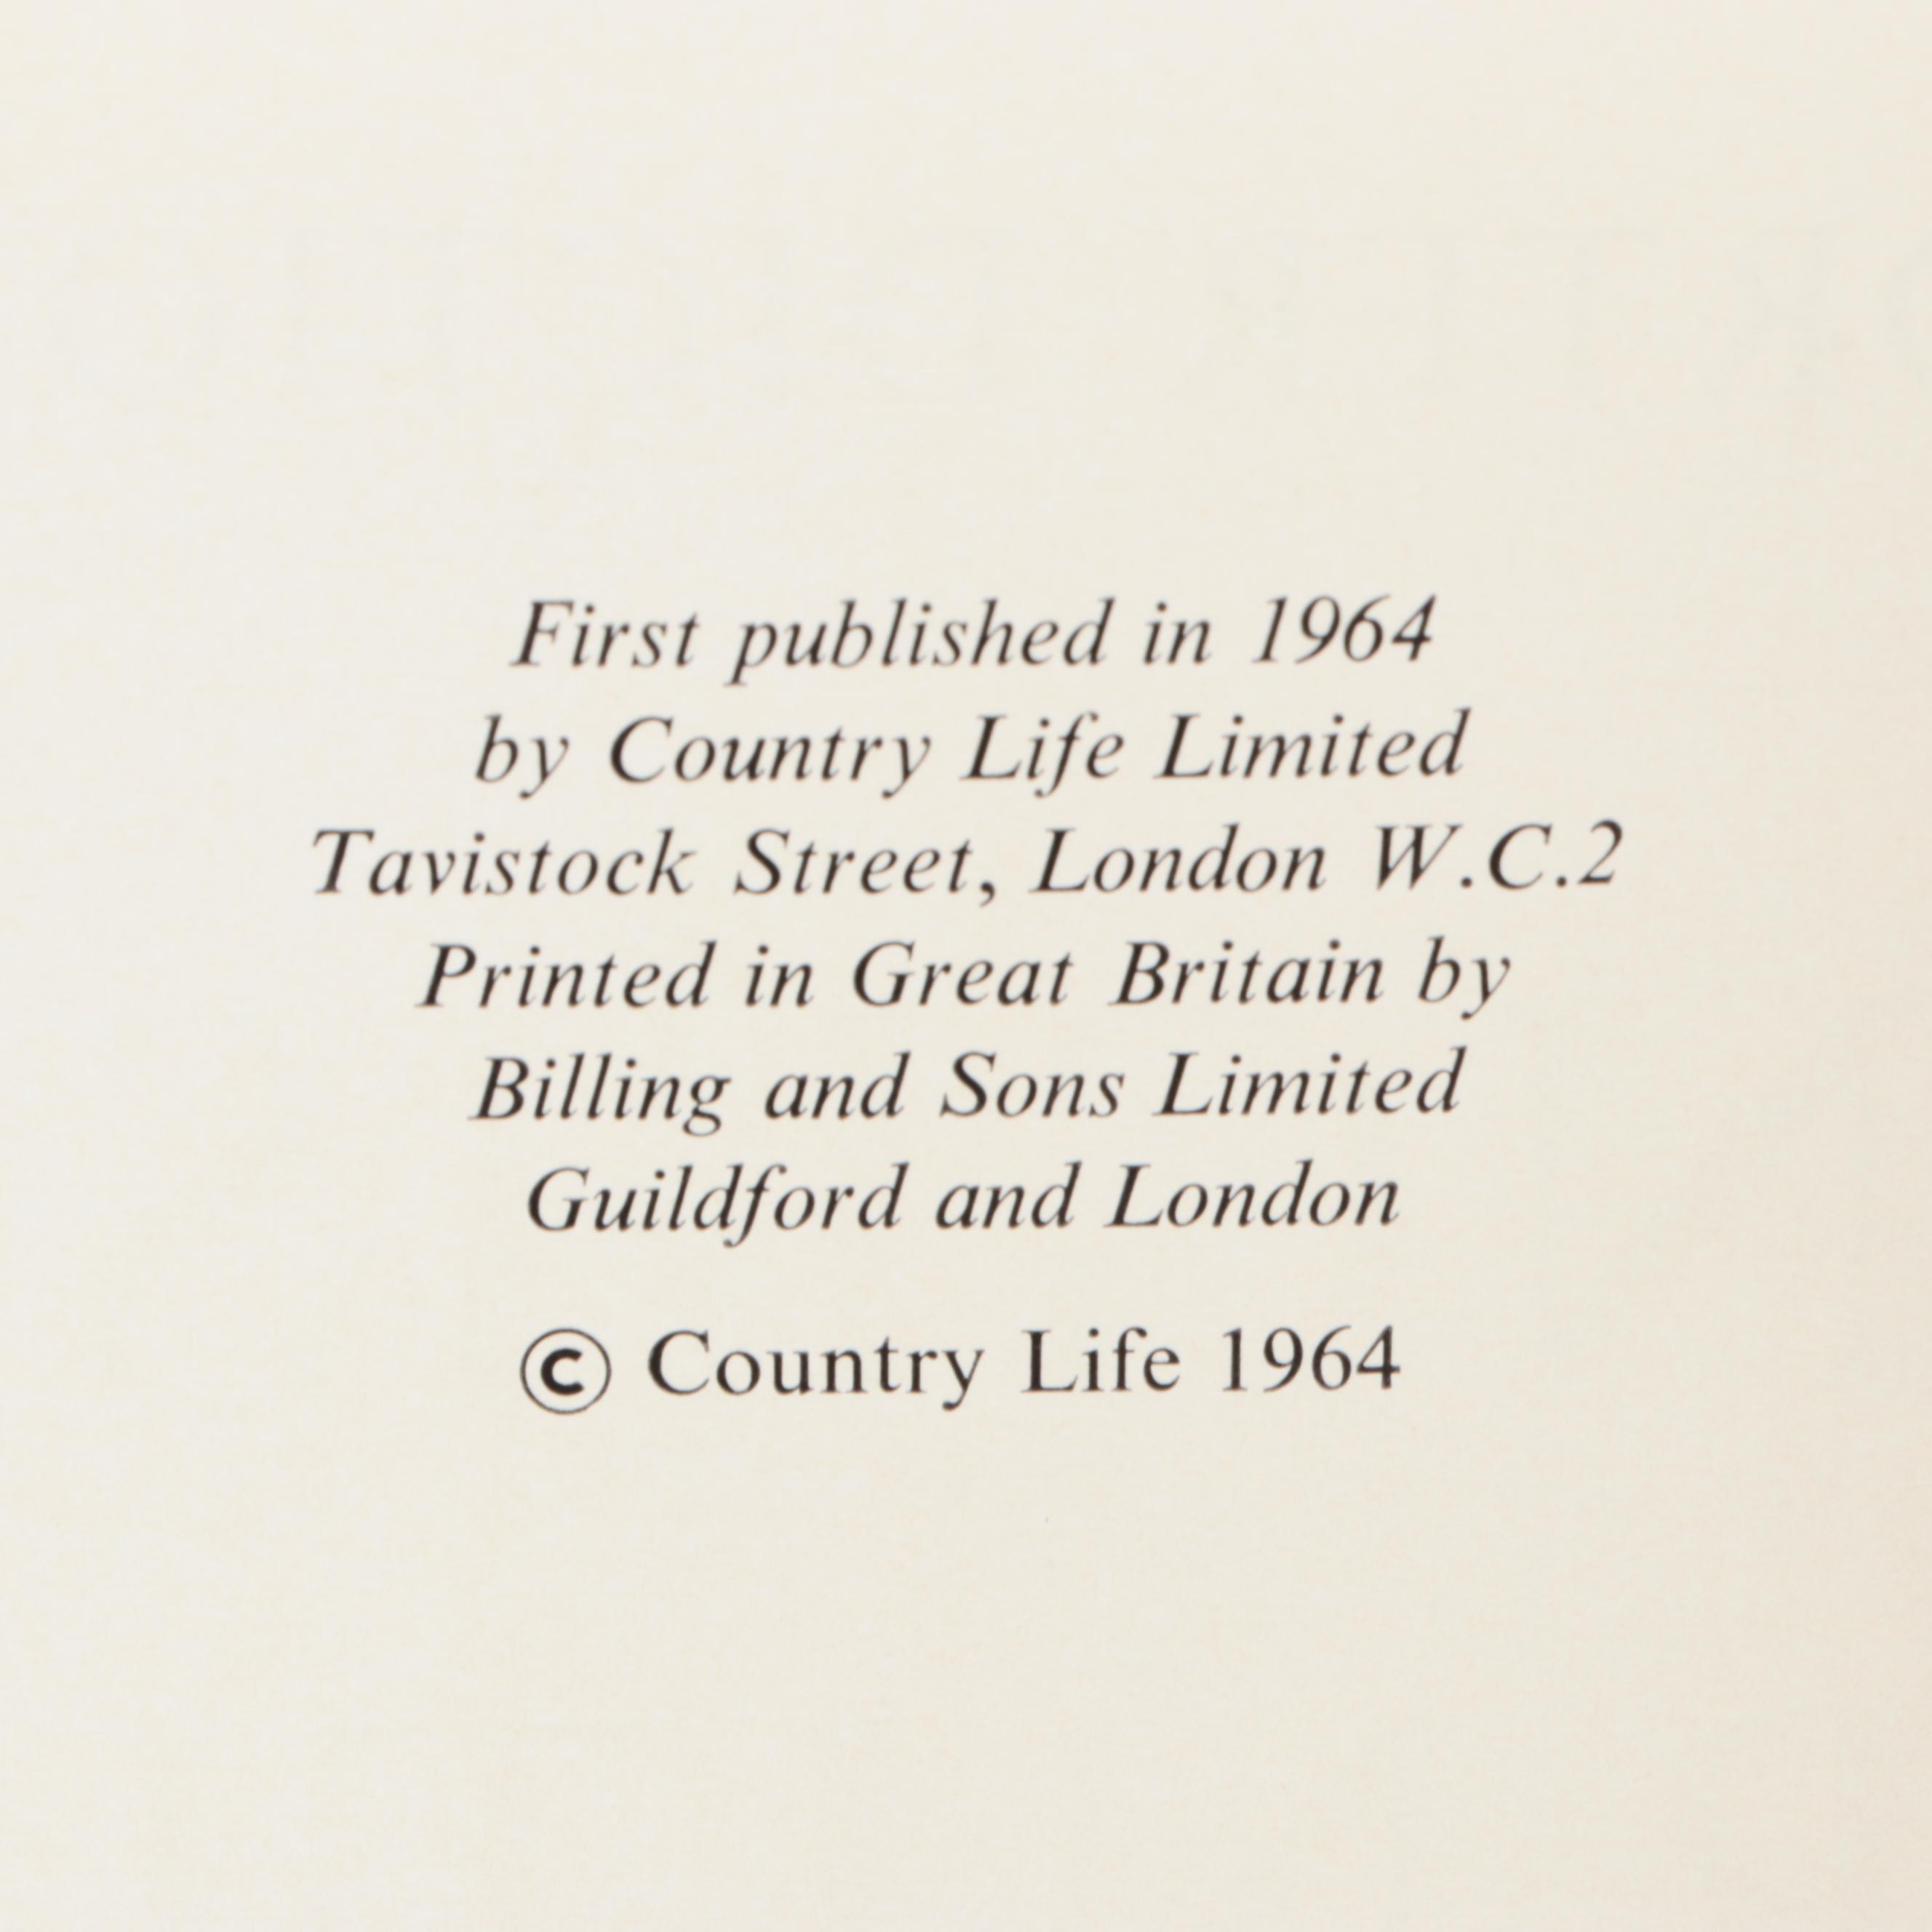 First published in 1964
by Country Life Limited
Tavistock Street, London W.C.2
Printed in Great Britain by
Billing and Sons Limited
Guildford and London
© Country Life 1964